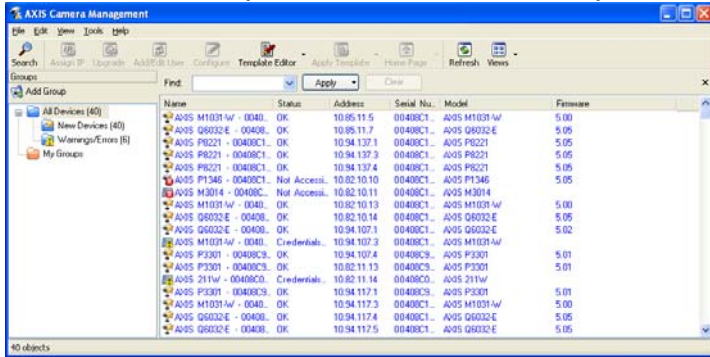 AXIS Camera Management
File Edit View Tools Help
Search Assign IP Upgrade Add/Edit User Configure Template Editor Apply Template Home Page Refresh Views
Groups
Find: Apply Clear
Add Group
Name Status Address Serial Nu... Model Firmware
All Devices (40)
New Devices (40)
Warnings/Errors (6)
My Groups
AXIS M1031-W - 0040... OK 10.85.11.5 00408C1... AXIS M1031-W 5.00
AXIS Q6032-E - 00408... OK 10.85.11.7 00408C1... AXIS Q6032-E 5.05
AXIS P8221 - 00408C1... OK 10.94.137.1 00408C1... AXIS P8221 5.05
AXIS P8221 - 00408C1... OK 10.94.137.3 00408C1... AXIS P8221 5.05
AXIS P8221 - 00408C1... OK 10.94.137.4 00408C1... AXIS P8221 5.05
AXIS P1346 - 00408C1... Not Accessi... 10.82.10.10 00408C1... AXIS P1346 5.05
AXIS M3014 - 00408C... Not Accessi... 10.82.10.11 00408C1... AXIS M3014
AXIS M1031-W - 0040... OK 10.82.10.13 00408C1... AXIS M1031-W 5.00
AXIS Q6032-E - 00408... OK 10.82.10.14 00408C1... AXIS Q6032-E 5.05
AXIS Q6032-E - 00408... OK 10.94.107.1 00408C1... AXIS Q6032-E 5.02
AXIS M1031-W - 0040... Credentials... 10.94.107.3 00408C1... AXIS M1031-W
AXIS P3301 - 00408C9... OK 10.94.107.4 00408C9... AXIS P3301 5.01
AXIS P3301 - 00408C9... OK 10.82.11.13 00408C9... AXIS P3301 5.01
AXIS 211W - 00408C0... Credentials... 10.82.11.14 00408C0... AXIS 211W
AXIS P3301 - 00408C9... OK 10.94.117.1 00408C9... AXIS P3301 5.01
AXIS M1031-W - 0040... OK 10.94.117.3 00408C1... AXIS M1031-W 5.00
AXIS Q6032-E - 00408... OK 10.94.117.4 00408C1... AXIS Q6032-E 5.05
AXIS Q6032-E - 00408... OK 10.94.117.5 00408C1... AXIS Q6032-E 5.05
40 objects